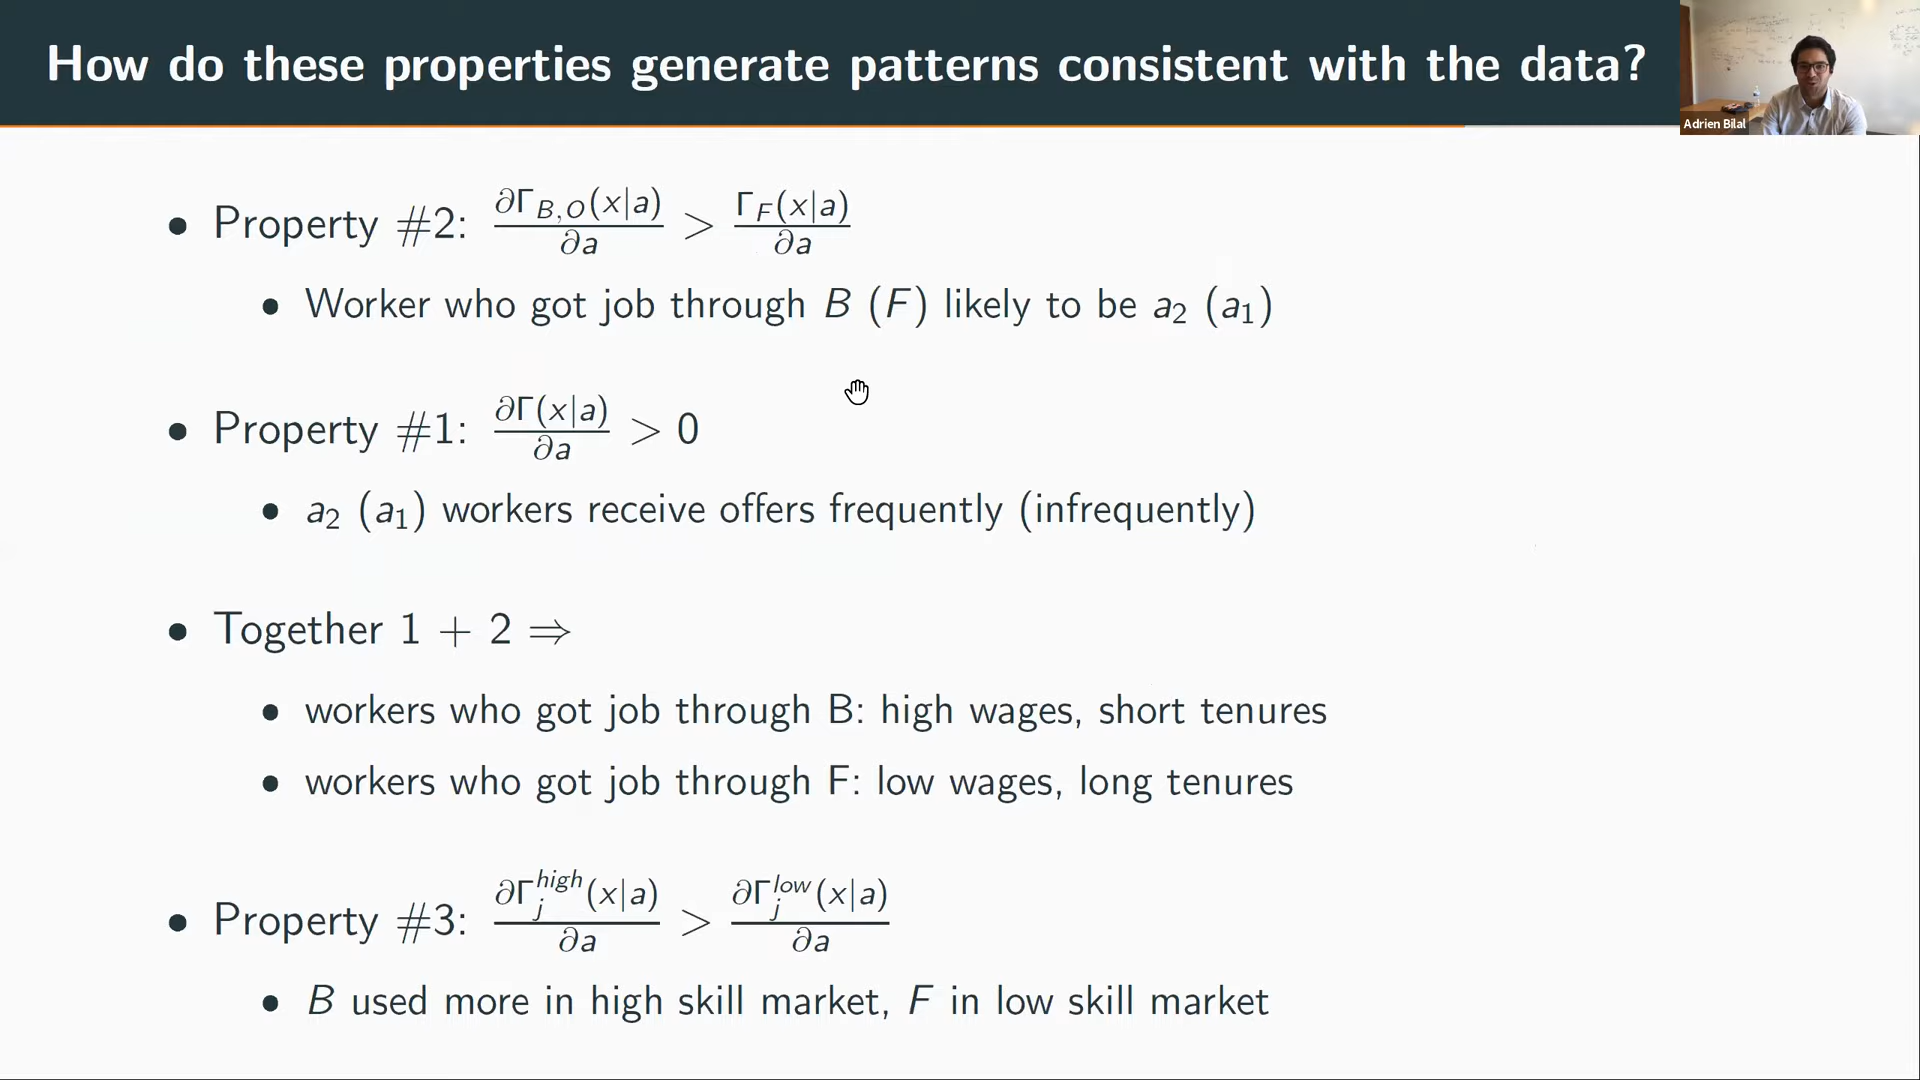 How do these properties generate patterns consistent with the data?
Adrien Bilal
• Property #2: ∂Γ_{B,O}(x|a)/∂a > Γ_F(x|a)/∂a
• Worker who got job through B (F) likely to be a₂ (a₁)
• Property #1: ∂Γ(x|a)/∂a > 0
• a₂ (a₁) workers receive offers frequently (infrequently)
• Together 1 + 2 ⇒
• workers who got job through B: high wages, short tenures
• workers who got job through F: low wages, long tenures
• Property #3: ∂Γ_j^{high}(x|a)/∂a > ∂Γ_j^{low}(x|a)/∂a
• B used more in high skill market, F in low skill market